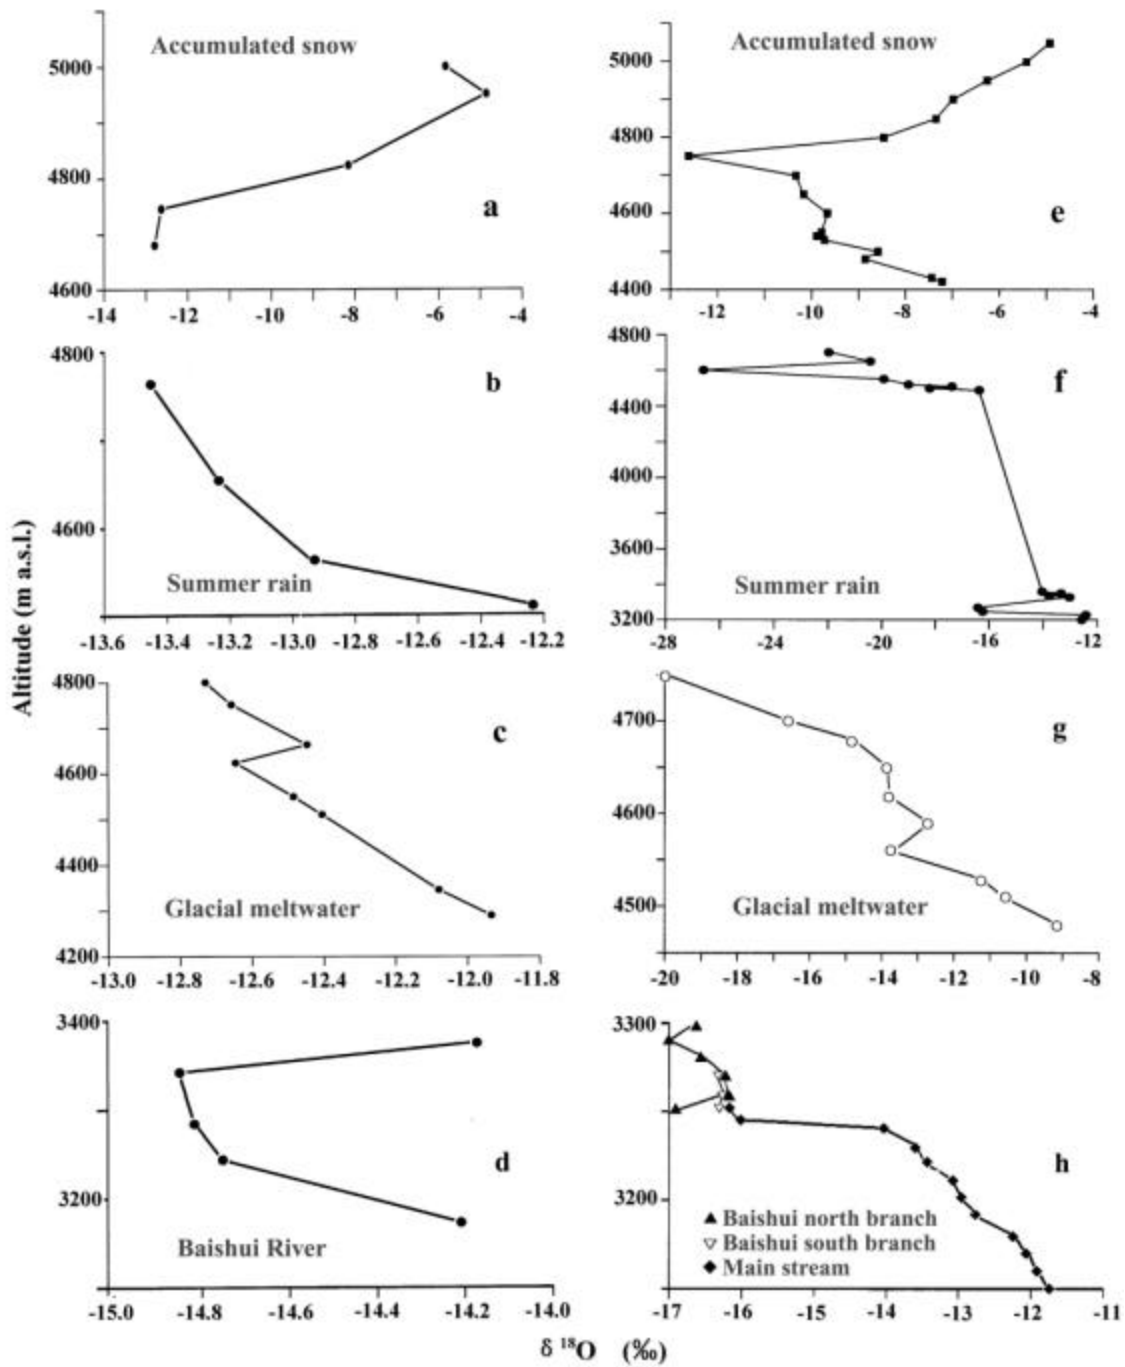 Accumulated snow
5000
4800
4600
a
-14 -12 -10 -8 -6 -4
Accumulated snow
5000
4800
4600
4400
e
-12 -10 -8 -6 -4
4800
4600
b
Summer rain
-13.6 -13.4 -13.2 -13.0 -12.8 -12.6 -12.4 -12.2
4800
4400
4000
3600
3200
f
Summer rain
-28 -24 -20 -16 -12
Altitude (m a.s.l.)
4800
4600
4400
4200
c
Glacial meltwater
-13.0 -12.8 -12.6 -12.4 -12.2 -12.0 -11.8
4700
4600
4500
g
Glacial meltwater
-20 -18 -16 -14 -12 -10 -8
3400
3200
d
Baishui River
-15.0 -14.8 -14.6 -14.4 -14.2 -14.0
3300
3200
h
Baishui north branch
Baishui south branch
Main stream
-17 -16 -15 -14 -13 -12 -11
δ ¹⁸O (‰)